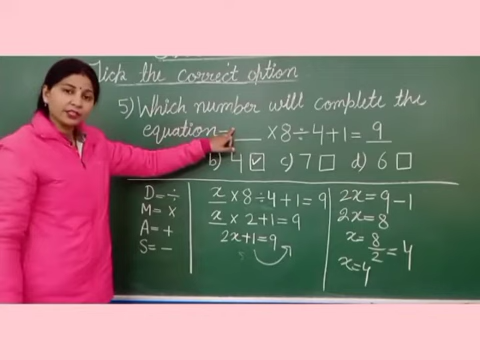 Tick the correct option
5) Which number will complete the
equation- __ × 8 ÷ 4 + 1 = 9
b) 4 ☑ c) 7 ☐ d) 6 ☐
D = ÷
M = ×
A = +
S = −
x × 8 ÷ 4 + 1 = 9
x × 2 + 1 = 9
2x + 1 = 9
2x = 9 - 1
2x = 8
x = 8/2 = 4
x = 4